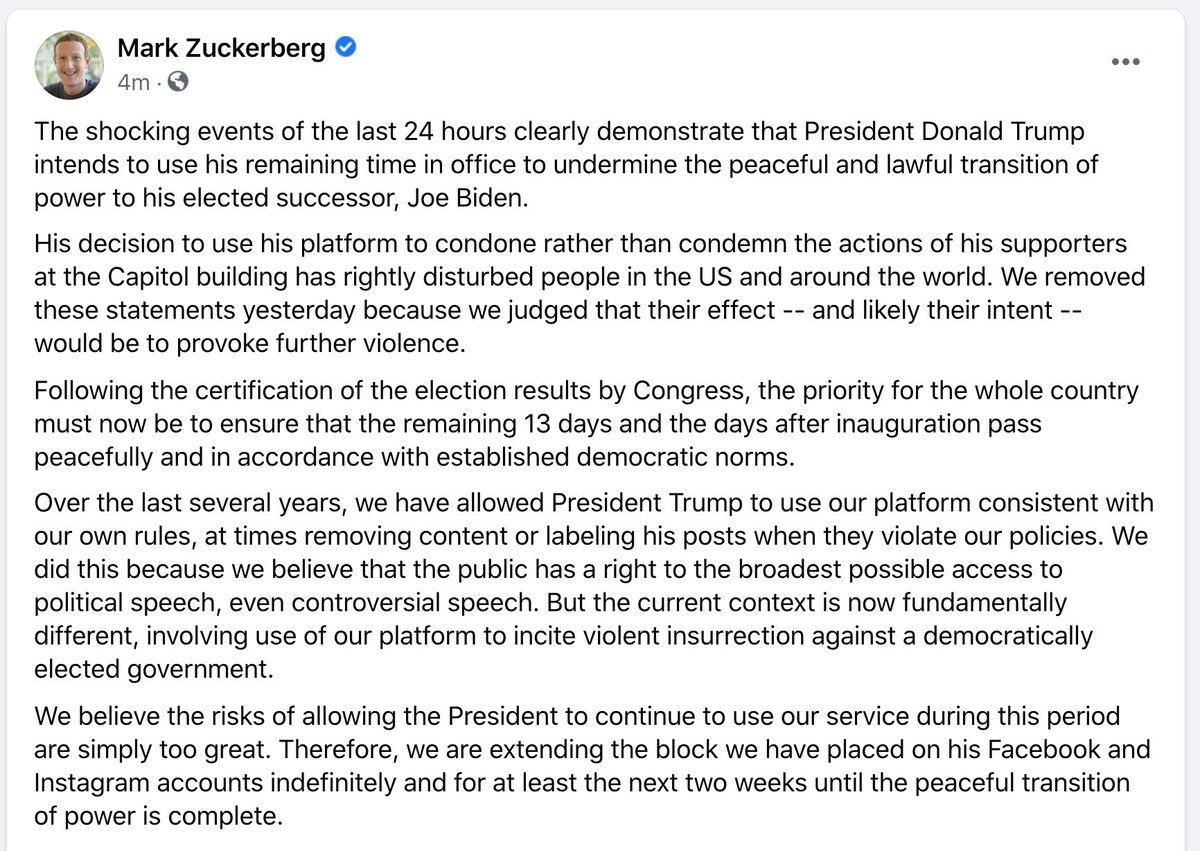 Mark Zuckerberg
4m ·
The shocking events of the last 24 hours clearly demonstrate that President Donald Trump
intends to use his remaining time in office to undermine the peaceful and lawful transition of
power to his elected successor, Joe Biden.
His decision to use his platform to condone rather than condemn the actions of his supporters
at the Capitol building has rightly disturbed people in the US and around the world. We removed
these statements yesterday because we judged that their effect -- and likely their intent --
would be to provoke further violence.
Following the certification of the election results by Congress, the priority for the whole country
must now be to ensure that the remaining 13 days and the days after inauguration pass
peacefully and in accordance with established democratic norms.
Over the last several years, we have allowed President Trump to use our platform consistent with
our own rules, at times removing content or labeling his posts when they violate our policies. We
did this because we believe that the public has a right to the broadest possible access to
political speech, even controversial speech. But the current context is now fundamentally
different, involving use of our platform to incite violent insurrection against a democratically
elected government.
We believe the risks of allowing the President to continue to use our service during this period
are simply too great. Therefore, we are extending the block we have placed on his Facebook and
Instagram accounts indefinitely and for at least the next two weeks until the peaceful transition
of power is complete.